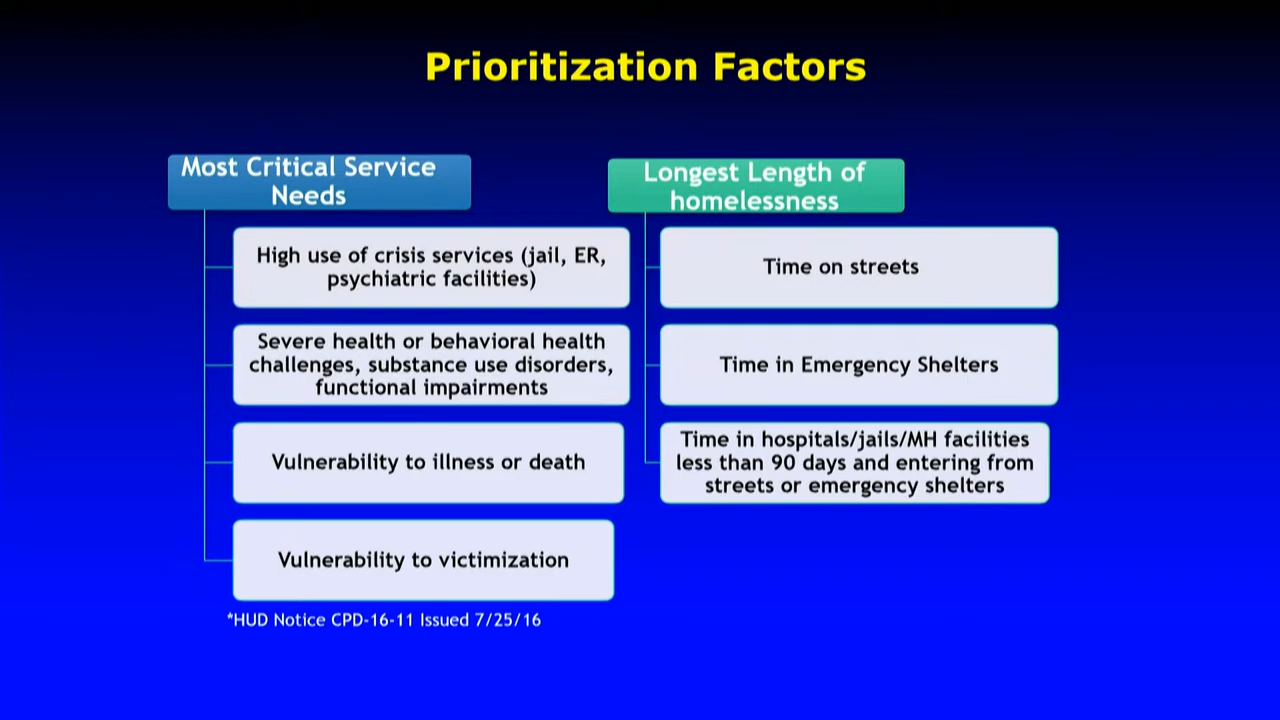 Prioritization Factors
Most Critical Service
Needs
High use of crisis services (jail, ER,
psychiatric facilities)
Severe health or behavioral health
challenges, substance use disorders,
functional impairments
Vulnerability to illness or death
Vulnerability to victimization
Longest Length of
homelessness
Time on streets
Time in Emergency Shelters
Time in hospitals/jails/MH facilities
less than 90 days and entering from
streets or emergency shelters
*HUD Notice CPD-16-11 Issued 7/25/16